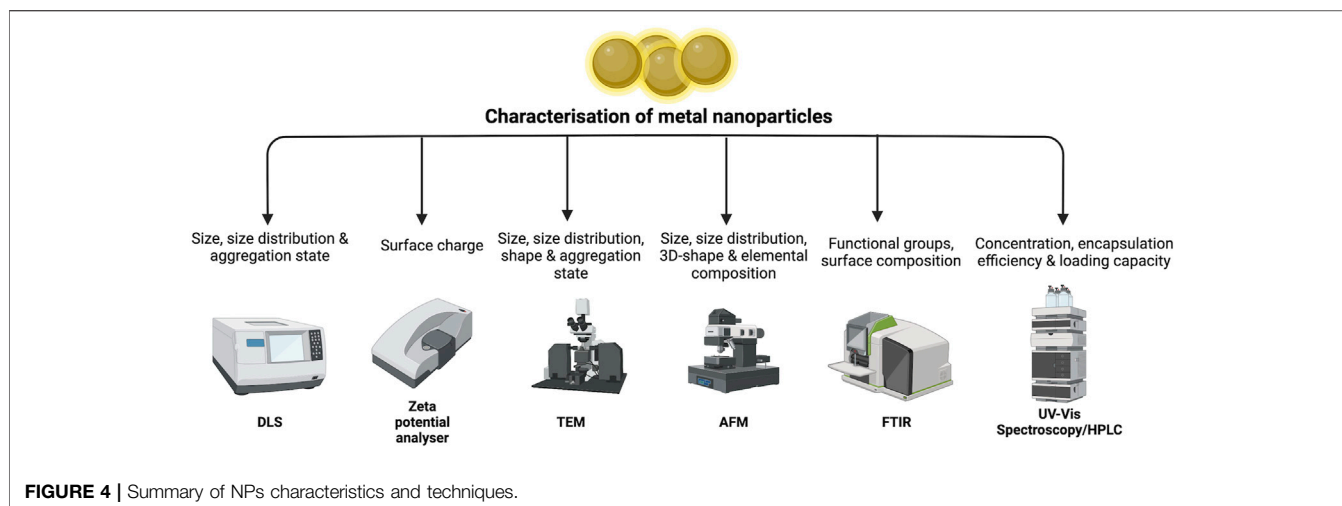 Characterisation of metal nanoparticles
Size, size distribution &
aggregation state
Surface charge
Size, size distribution,
shape & aggregation
state
Size, size distribution,
3D-shape & elemental
composition
Functional groups,
surface composition
Concentration, encapsulation
efficiency & loading capacity
DLS
Zeta
potential
analyser
TEM
AFM
FTIR
UV-Vis
Spectroscopy/HPLC
FIGURE 4 | Summary of NPs characteristics and techniques.